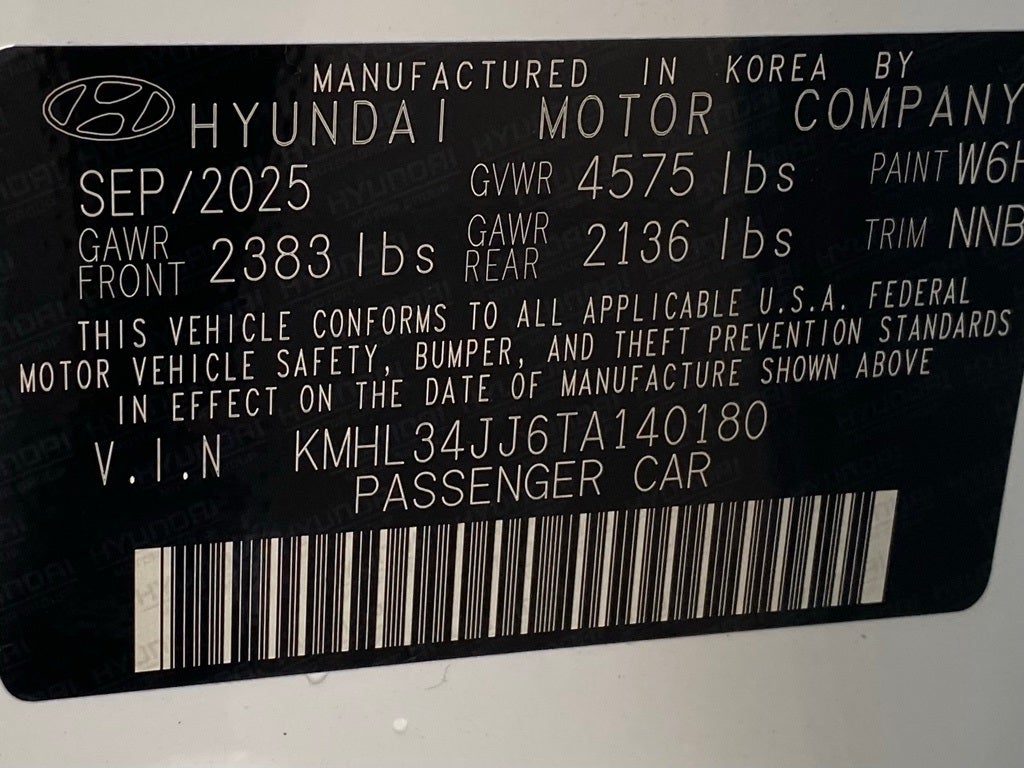 MANUFACTURED IN KOREA BY
HYUNDAI MOTOR COMPANY
SEP/2025 GVWR 4575 lbs PAINT W6H
GAWR FRONT 2383 lbs GAWR REAR 2136 lbs TRIM NNB
THIS VEHICLE CONFORMS TO ALL APPLICABLE U.S.A. FEDERAL
MOTOR VEHICLE SAFETY, BUMPER, AND THEFT PREVENTION STANDARDS
IN EFFECT ON THE DATE OF MANUFACTURE SHOWN ABOVE
V.I.N KMHL34JJ6TA140180
PASSENGER CAR